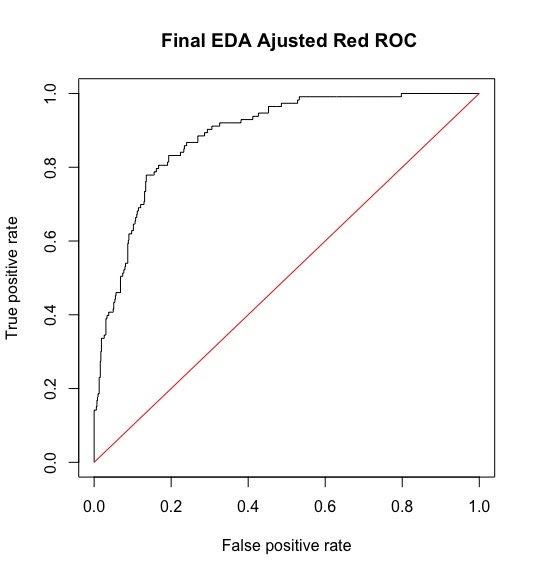 Final EDA Ajusted Red ROC
True positive rate
1.0
0.8
0.6
0.4
0.2
0.0
0.0 0.2 0.4 0.6 0.8 1.0
False positive rate